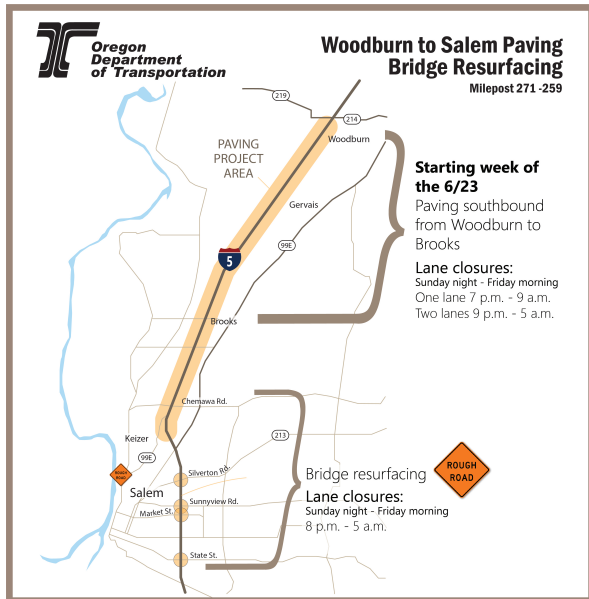 Oregon
Department
of Transportation
Woodburn to Salem Paving
Bridge Resurfacing
Milepost 271 -259
219
214
Woodburn
PAVING
PROJECT
AREA
Starting week of
the 6/23
Paving southbound
from Woodburn to
Brooks
Gervais
99E
5
Lane closures:
Sunday night - Friday morning
One lane 7 p.m. - 9 a.m.
Two lanes 9 p.m. - 5 a.m.
Brooks
Chemawa Rd.
Keizer
213
99E
ROUGH
ROAD
Silverton Rd.
Bridge resurfacing
ROUGH
ROAD
Salem
Sunnyview Rd.
Market St.
Lane closures:
Sunday night - Friday morning
8 p.m. - 5 a.m.
State St.